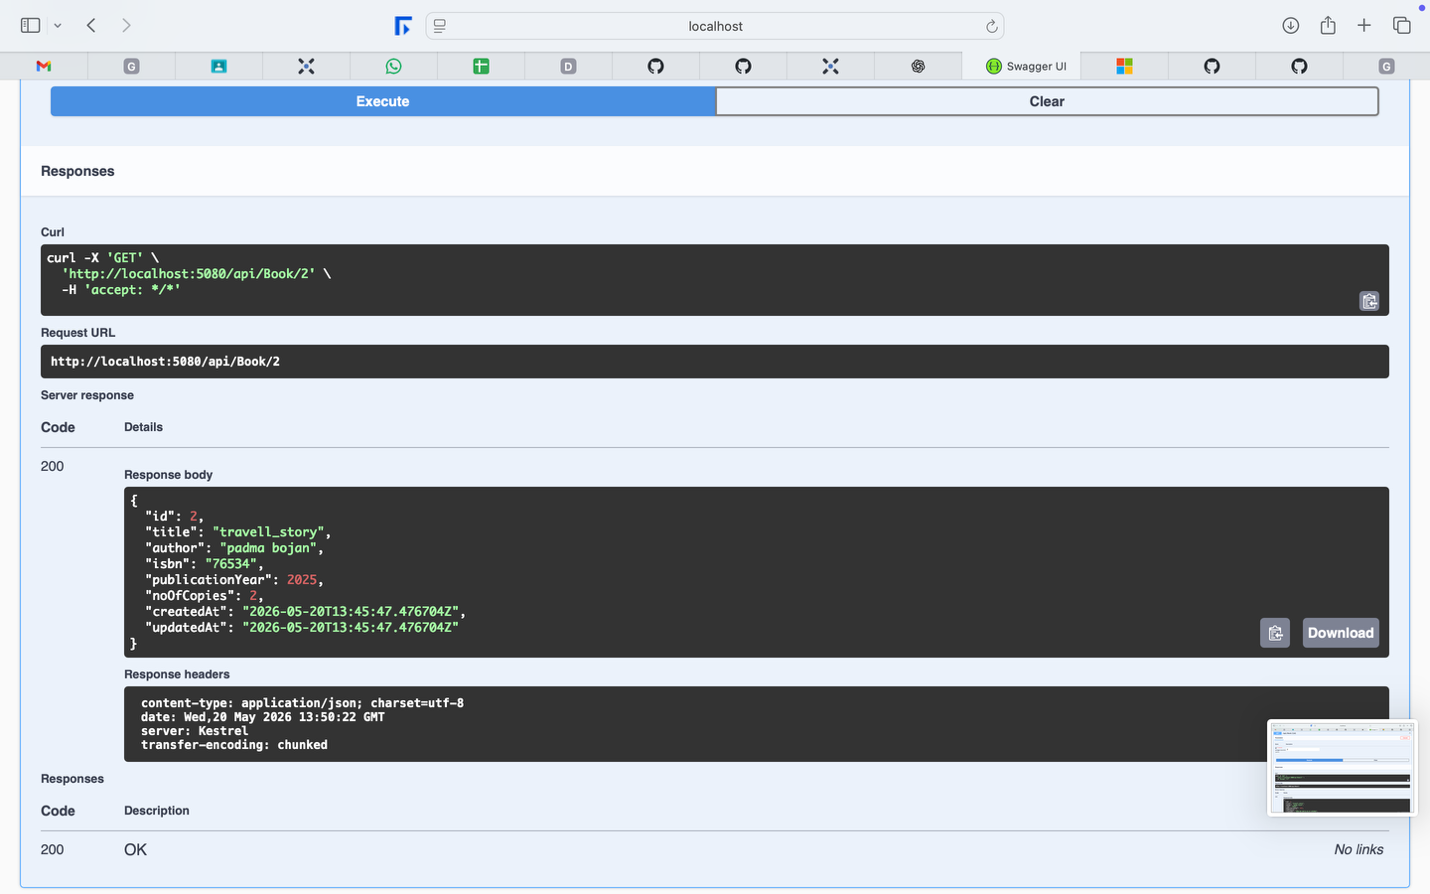 localhost
G
D
Swagger UI
G
Execute
Clear
Responses
Curl
curl -X 'GET' \
'http://localhost:5080/api/Book/2' \
-H 'accept: */*'
Request URL
http://localhost:5080/api/Book/2
Server response
Code
Details
200
Response body
{
"id": 2,
"title": "travell_story",
"author": "padma bojan",
"isbn": "76534",
"publicationYear": 2025,
"noOfCopies": 2,
"createdAt": "2026-05-20T13:45:47.476704Z",
"updatedAt": "2026-05-20T13:45:47.476704Z"
}
Download
Response headers
content-type: application/json; charset=utf-8
date: Wed,20 May 2026 13:50:22 GMT
server: Kestrel
transfer-encoding: chunked
Responses
Code
Description
200
OK
No links